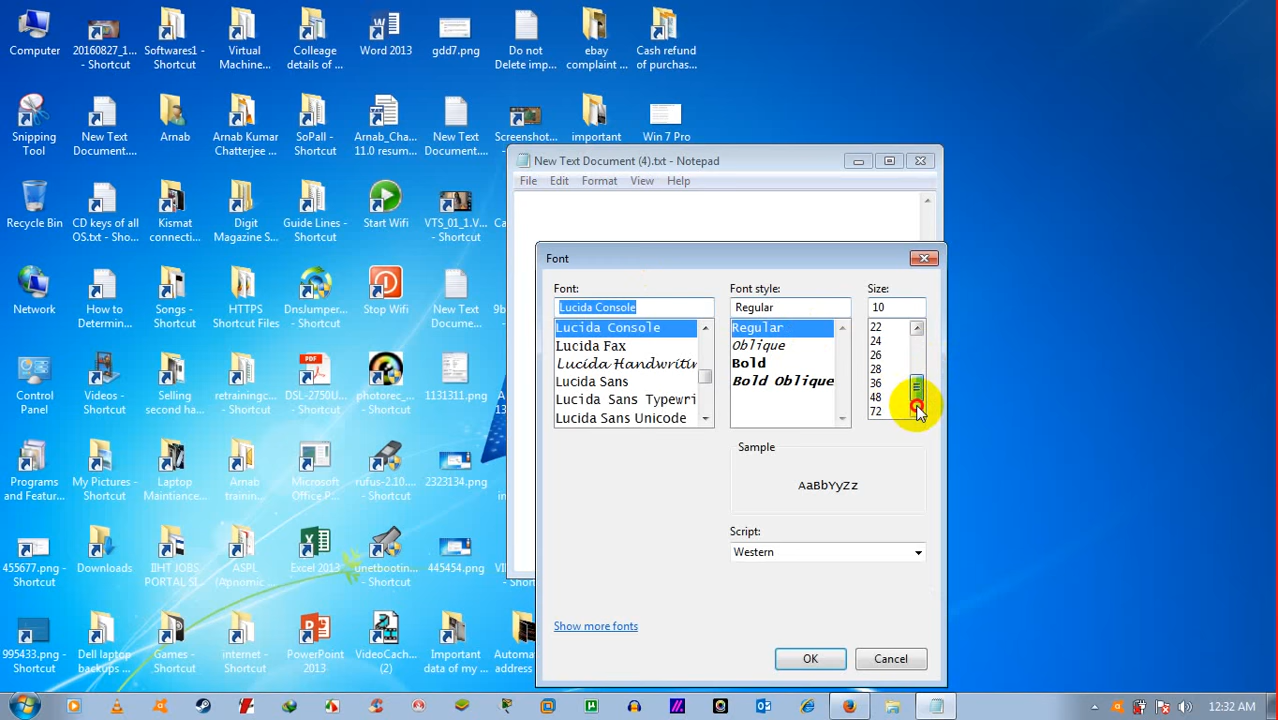 Computer
20160827_1...
- Shortcut
Softwares1 -
Shortcut
Virtual
Machine...
Colleage
details of ...
Word 2013
gdd7.png
Do not
Delete imp...
ebay
complaint ...
Cash refund
of purchas...
Snipping
Tool
New Text
Document....
Arnab
Arnab Kumar
Chatterjee ...
SoPall -
Shortcut
Arnab_Cha...
11.0 resum...
New Text
Document....
Screenshot...
important
Win 7 Pro
Recycle Bin
CD keys of all
OS.txt - Sho...
Kismat
connecti...
Digit
Magazine S...
Guide Lines -
Shortcut
Start Wifi
VTS_01_1.V...
- Shortcut
Network
How to
Determin...
Songs -
Shortcut
HTTPS
Shortcut Files
DnsJumper...
- Shortcut
Stop Wifi
New Text
Docume...
Control
Panel
Videos -
Shortcut
Selling
second ha...
retrainingc...
- Shortcut
DSL-2750U...
- Shortcut
photorec_...
- Shortcut
1131311.png
Programs
and Featur...
My Pictures -
Shortcut
Laptop
Maintiance...
Arnab
trainin...
Microsoft
Office P...
rufus-2.10...
- Shortcut
2323134.png
455677.png -
Shortcut
Downloads
IIHT JOBS
PORTAL SI...
ASPL
(Apnomic...
Excel 2013
unetbootin...
- Shortcut
445454.png
995433.png -
Shortcut
Dell laptop
backups ...
Games -
Shortcut
internet -
Shortcut
PowerPoint
2013
VideoCach...
(2)
Important
data of my ...
Automa
address
New Text Document (4).txt - Notepad
File Edit Format View Help
Font
Font:
Font style:
Size:
Lucida Console
Regular
10
Lucida Console
Lucida Fax
Lucida Handwritin
Lucida Sans
Lucida Sans Typewri
Lucida Sans Unicode
Regular
Oblique
Bold
Bold Oblique
22
24
26
28
36
48
72
Sample
AaBbYyZz
Script:
Western
Show more fonts
OK
Cancel
12:32 AM